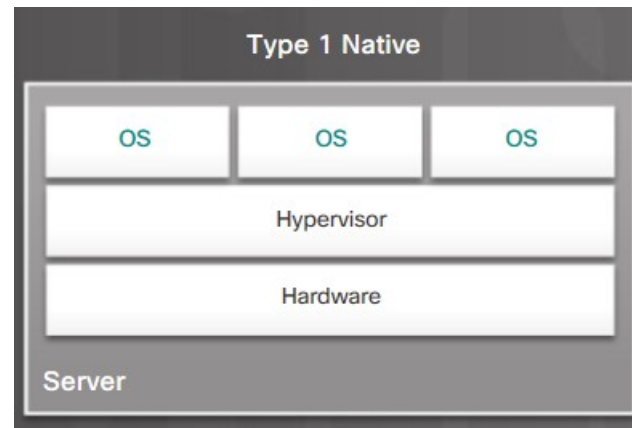 Type 1 Native
OS OS OS
Hypervisor
Hardware
Server